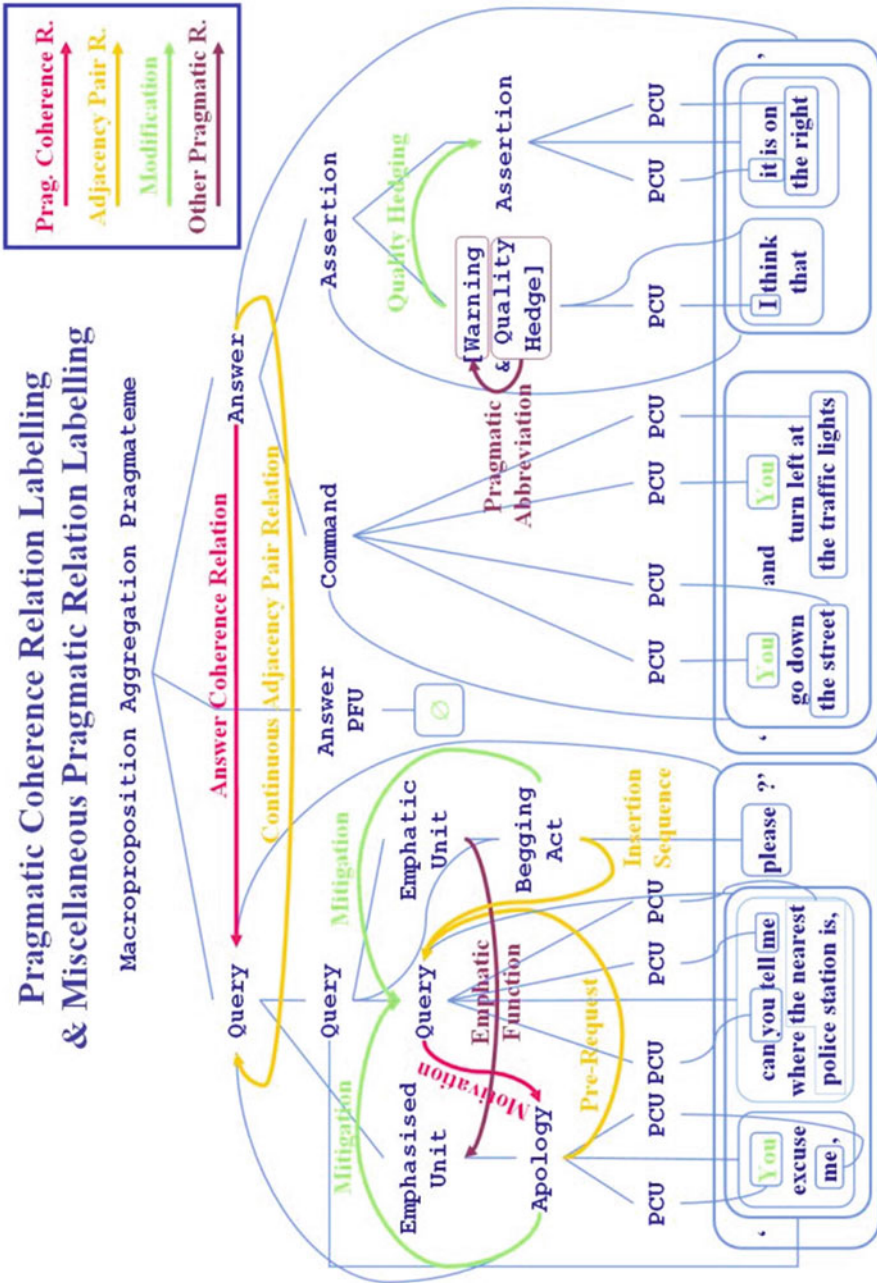 Pragmatic Coherence Relation Labelling
& Miscellaneous Pragmatic Relation Labelling
Prag. Coherence R.
Adjacency Pair R.
Modification
Other Pragmatic R.
Macroproposition Aggregation Pragmateme
Answer Coherence Relation
Continuous Adjacency Pair Relation
Query
Answer
Query
Answer
PFU
Command
Assertion
∅
Mitigation
Mitigation
Quality Hedging
Emphasised
Unit
Query
Emphatic
Unit
Motivation
Emphatic
Function
Apology
Begging
Act
Pragmatic
Abbreviation
[Warning
& Quality
Hedge]
Assertion
Pre-Request
Insertion
Sequence
PCU
PCU
PCU
PCU
PCU
PCU
PCU
PCU
PCU
PCU
PCU
PCU
‘
You
excuse
me ,
can you tell me
where the nearest
police station is,
please
?’
‘
You
go down
the street
and
You
turn left at
the traffic lights
I think
that
it is on
the right
’